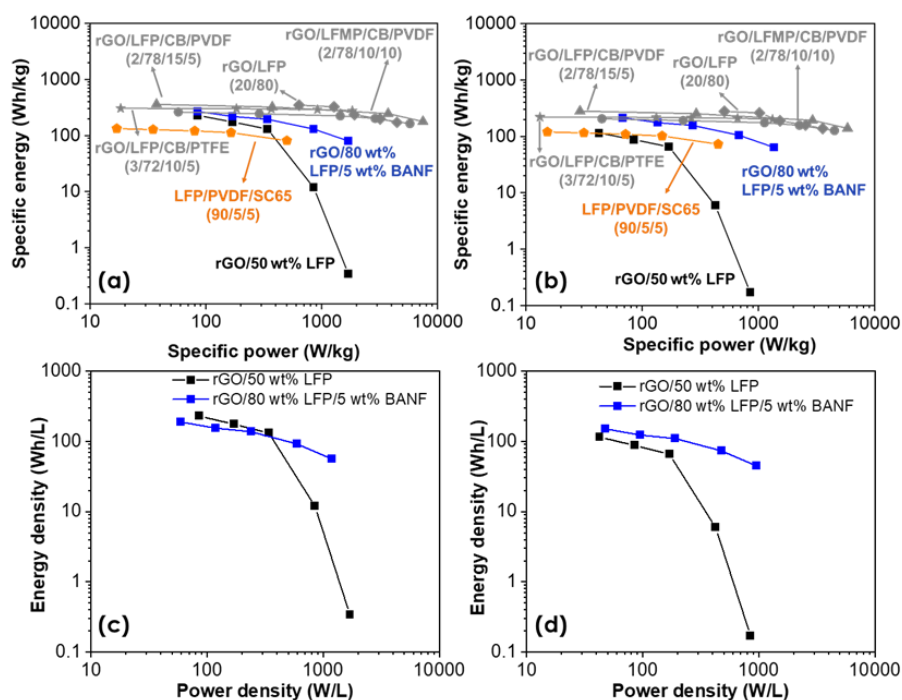 Specific energy (Wh/kg)
10000
1000
100
10
1
0.1
rGO/LFP/CB/PVDF
(2/78/15/5)
rGO/LFP
(20/80)
rGO/LFMP/CB/PVDF
(2/78/10/10)
rGO/LFP/CB/PTFE
(3/72/10/5)
LFP/PVDF/SC65
(90/5/5)
rGO/80 wt%
LFP/5 wt% BANF
rGO/50 wt% LFP
(a)
10 100 1000 10000
Specific power (W/kg)
Specific energy (Wh/kg)
10000
1000
100
10
1
0.1
rGO/LFP/CB/PVDF
(2/78/15/5)
rGO/LFP
(20/80)
rGO/LFMP/CB/PVDF
(2/78/10/10)
rGO/LFP/CB/PTFE
(3/72/10/5)
LFP/PVDF/SC65
(90/5/5)
rGO/80 wt%
LFP/5 wt% BANF
rGO/50 wt% LFP
(b)
10 100 1000 10000
Specific power (W/kg)
Energy density (Wh/L)
1000
100
10
1
0.1
rGO/50 wt% LFP
rGO/80 wt% LFP/5 wt% BANF
(c)
10 100 1000 10000
Power density (W/L)
Energy density (Wh/L)
1000
100
10
1
0.1
rGO/50 wt% LFP
rGO/80 wt% LFP/5 wt% BANF
(d)
10 100 1000 10000
Power density (W/L)